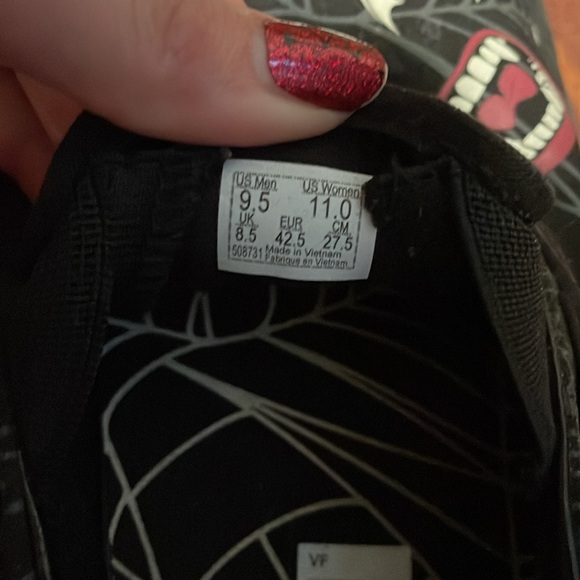 US Men US Women
9.5 11.0
UK EUR CM
8.5 42.5 27.5
508731 Made in Vietnam
Fabriqué en Vietnam
VF